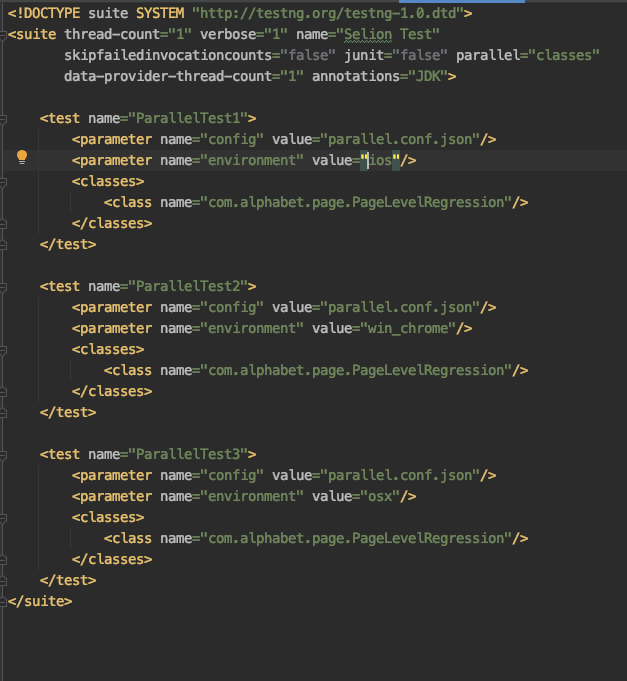 <!DOCTYPE suite SYSTEM "http://testng.org/testng-1.0.dtd">
<suite thread-count="1" verbose="1" name="Selion Test"
skipfailedinvocationcounts="false" junit="false" parallel="classes"
data-provider-thread-count="1" annotations="JDK">
<test name="ParallelTest1">
<parameter name="config" value="parallel.conf.json"/>
<parameter name="environment" value="ios"/>
<classes>
<class name="com.alphabet.page.PageLevelRegression"/>
</classes>
</test>
<test name="ParallelTest2">
<parameter name="config" value="parallel.conf.json"/>
<parameter name="environment" value="win_chrome"/>
<classes>
<class name="com.alphabet.page.PageLevelRegression"/>
</classes>
</test>
<test name="ParallelTest3">
<parameter name="config" value="parallel.conf.json"/>
<parameter name="environment" value="osx"/>
<classes>
<class name="com.alphabet.page.PageLevelRegression"/>
</classes>
</test>
</suite>